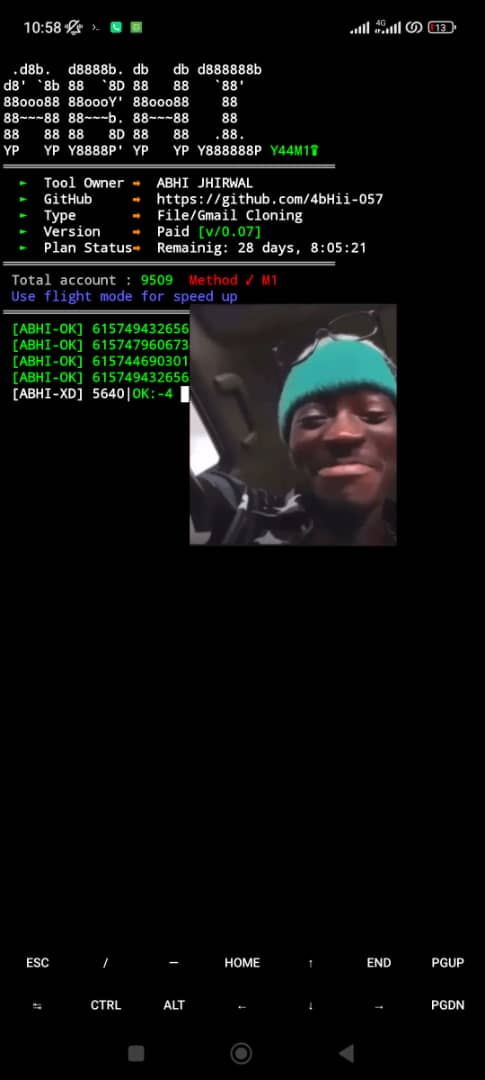 10:58
4G
13
.d8b. d8888b. db db d888888b
d8' `8b 88 `8D 88 88 `88'
88ooo88 88oooY' 88ooo88 88
88~~~88 88~~~b. 88~~~88 88
88 88 88 8D 88 88 .88.
YP YP Y8888P' YP YP Y888888P Y44M1
► Tool Owner ➡ ABHI JHIRWAL
► GitHub ➡ https://github.com/4bHii-057
► Type ➡ File/Gmail Cloning
► Version ➡ Paid [v/0.07]
► Plan Status➡ Remainig: 28 days, 8:05:21
Total account : 9509 Method ✓ M1
Use flight mode for speed up
[ABHI-OK] 615749432656
[ABHI-OK] 615747960673
[ABHI-OK] 615744690301
[ABHI-OK] 615749432656
[ABHI-XD] 5640|OK:-4
ESC / — HOME ↑ END PGUP
⇆ CTRL ALT ← ↓ → PGDN